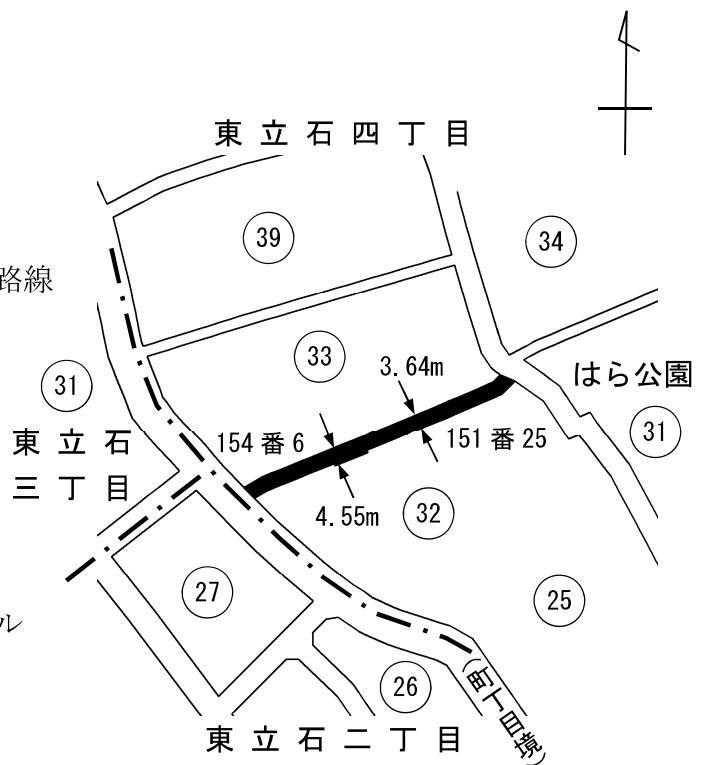 東立石四丁目
39
34
路線
33
はら公園
3.64m
31
31
東立石
三丁目
154番6
151番25
4.55m
32
27
25
ル
26
(町丁目境)
東立石二丁目